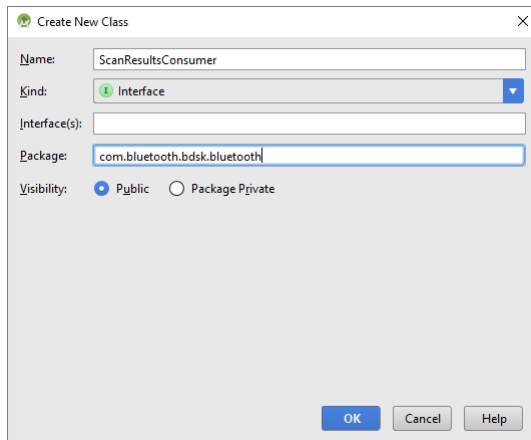 Create New Class
Name: ScanResultsConsumer
Kind: I Interface
Interface(s):
Package: com.bluetooth.bdsk.bluetooth
Visibility: Public Package Private
OK Cancel Help